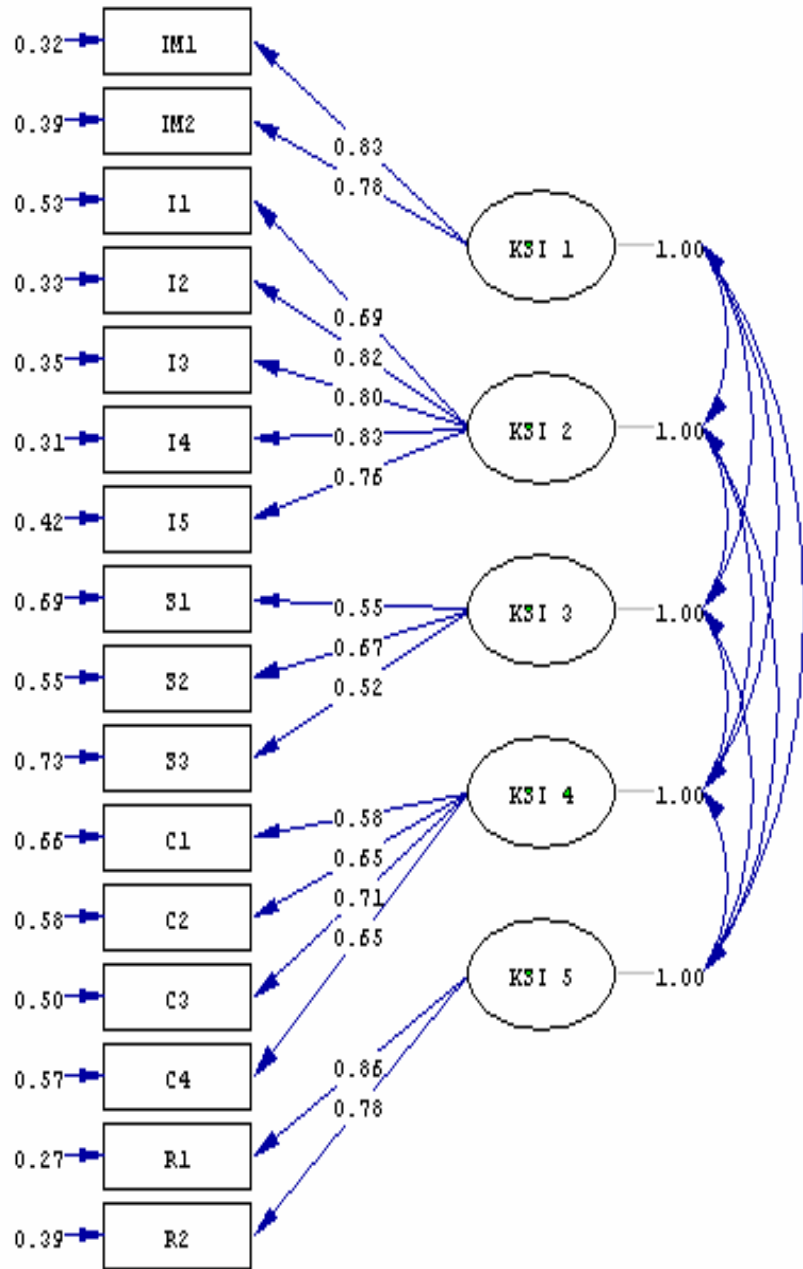 0.32 IM1
0.39 IM2
0.83
0.78
0.53 I1
KSI 1 1.00
0.33 I2
0.69
0.82
0.35 I3
0.80
0.31 I4
0.83
KSI 2 1.00
0.76
0.42 I5
0.69 S1
0.55
KSI 3 1.00
0.67
0.55 S2
0.52
0.73 S3
0.58
0.66 C1
KSI 4 1.00
0.65
0.71
0.58 C2
0.65
0.50 C3
KSI 5 1.00
0.57 C4
0.86
0.78
0.27 R1
0.39 R2